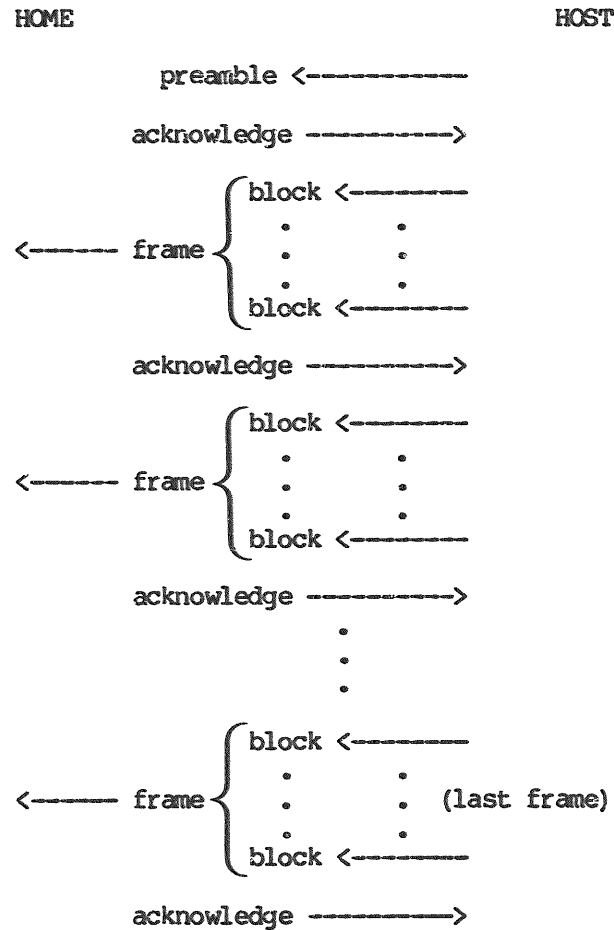 HOME HOST
preamble <----------
acknowledge ---------->
block <--------
. .
<------ frame . .
. .
block <--------
acknowledge ---------->
block <--------
. .
<------ frame . .
. .
block <--------
acknowledge ---------->
.
.
.
block <--------
. .
<------ frame . . (last frame)
. .
block <--------
acknowledge ---------->